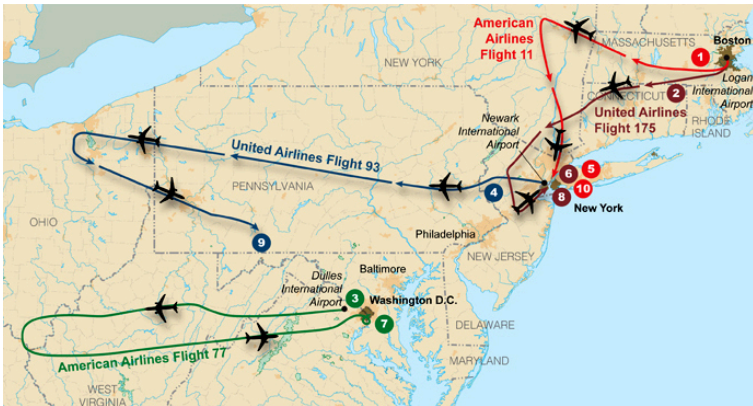 American
Airlines
Flight 11
MASSACHUSETTS
Boston
1
NEW YORK
Logan
International
Airport
2
CONNECTICUT
United Airlines
Flight 175
RHODE
ISLAND
Newark
International
Airport
United Airlines Flight 93
PENNSYLVANIA
4
6
5
8
10
New York
OHIO
9
Philadelphia
NEW JERSEY
Dulles
International
Airport
Baltimore
3
Washington D.C.
7
American Airlines Flight 77
DELAWARE
MARYLAND
WEST
VIRGINIA